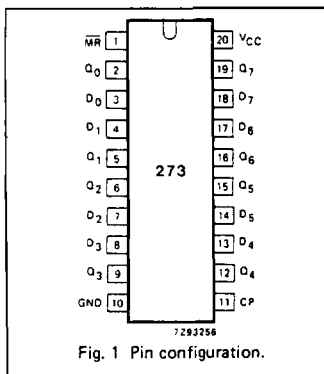 MR 1 20 VCC
Q0 2 19 Q7
D0 3 18 D7
D1 4 17 D6
Q1 5 16 Q6
273
Q2 6 15 Q5
D2 7 14 D5
D3 8 13 D4
Q3 9 12 Q4
GND 10 11 CP
7Z93256
Fig. 1 Pin configuration.